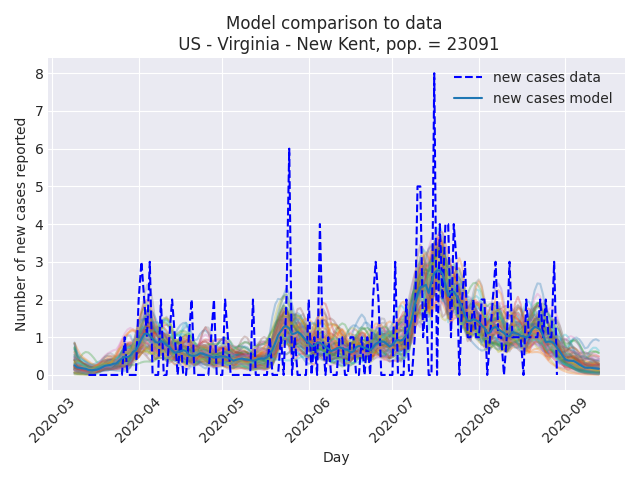 Model comparison to data
US - Virginia - New Kent, pop. = 23091
new cases data
new cases model
Number of new cases reported
8
7
6
5
4
3
2
1
0
2020-03
2020-04
2020-05
2020-06
2020-07
2020-08
2020-09
Day